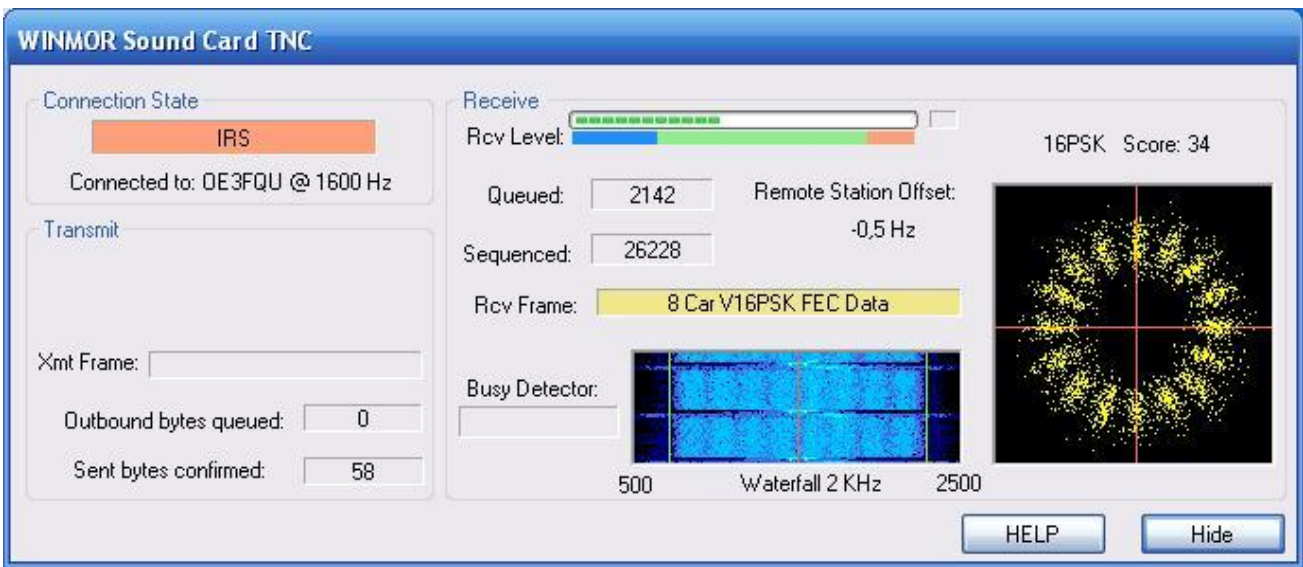 WINMOR Sound Card TNC
Connection State
IRS
Connected to: OE3FQU @ 1600 Hz
Transmit
Xmt Frame:
Outbound bytes queued: 0
Sent bytes confirmed: 58
Receive
Rcv Level:
16PSK Score: 34
Queued: 2142
Remote Station Offset:
-0,5 Hz
Sequenced: 26228
Rcv Frame: 8 Car V16PSK FEC Data
Busy Detector:
500 Waterfall 2 KHz 2500
HELP Hide